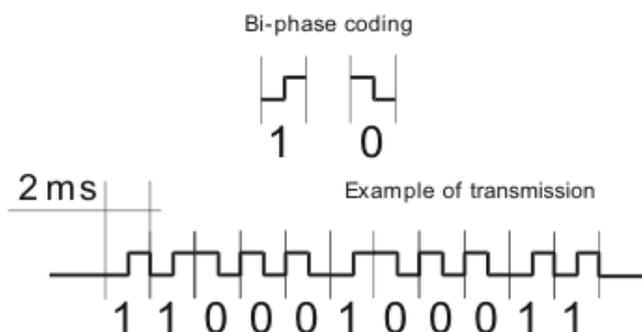 Bi-phase coding
1 0
2 ms
Example of transmission
1 1 0 0 0 1 0 0 0 1 1